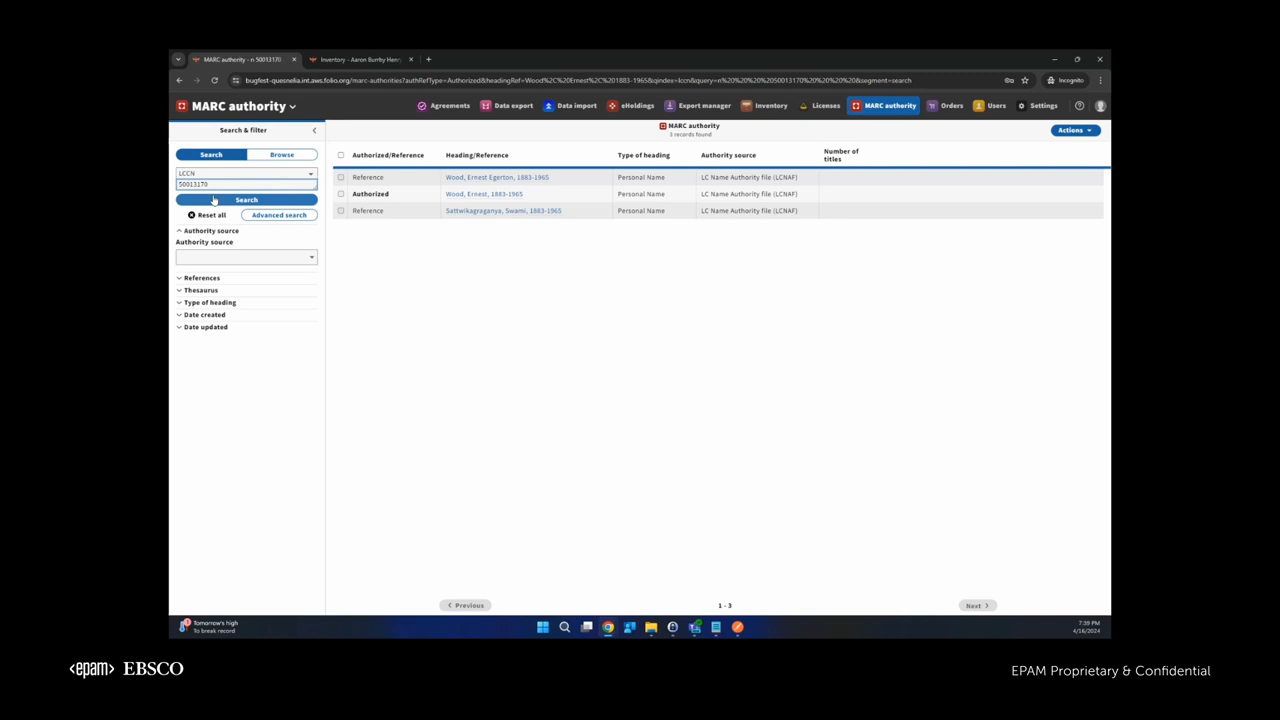 MARC authority - n 50013170
Inventory - Aaron Burrby Henry
bugfest-quesnelia.int.aws.folio.org/marc-authorities?authRefType=Authorized&headingRef=Wood%2C%20Ernest%2C%201883-1965&qindex=lccn&query=n%20%20%20%2050013170%20%20%20%20&segment=search
Incognito
MARC authority
Agreements
Data export
Data import
eHoldings
Export manager
Inventory
Licenses
MARC authority
Orders
Users
Settings
Search & filter
MARC authority
3 records found
Actions
Search
Browse
LCCN
50013170
Search
Reset all
Advanced search
Authority source
Authority source
References
Thesaurus
Type of heading
Date created
Date updated
Authorized/Reference Heading/Reference Type of heading Authority source Number of
titles
Reference Wood, Ernest Egerton, 1883-1965 Personal Name LC Name Authority file (LCNAF)
Authorized Wood, Ernest, 1883-1965 Personal Name LC Name Authority file (LCNAF)
Reference Sattwikagraganya, Swami, 1883-1965 Personal Name LC Name Authority file (LCNAF)
Previous
1 - 3
Next
Tomorrow's high
To break record
7:39 PM
4/16/2024
<epam> EBSCO
EPAM Proprietary & Confidential